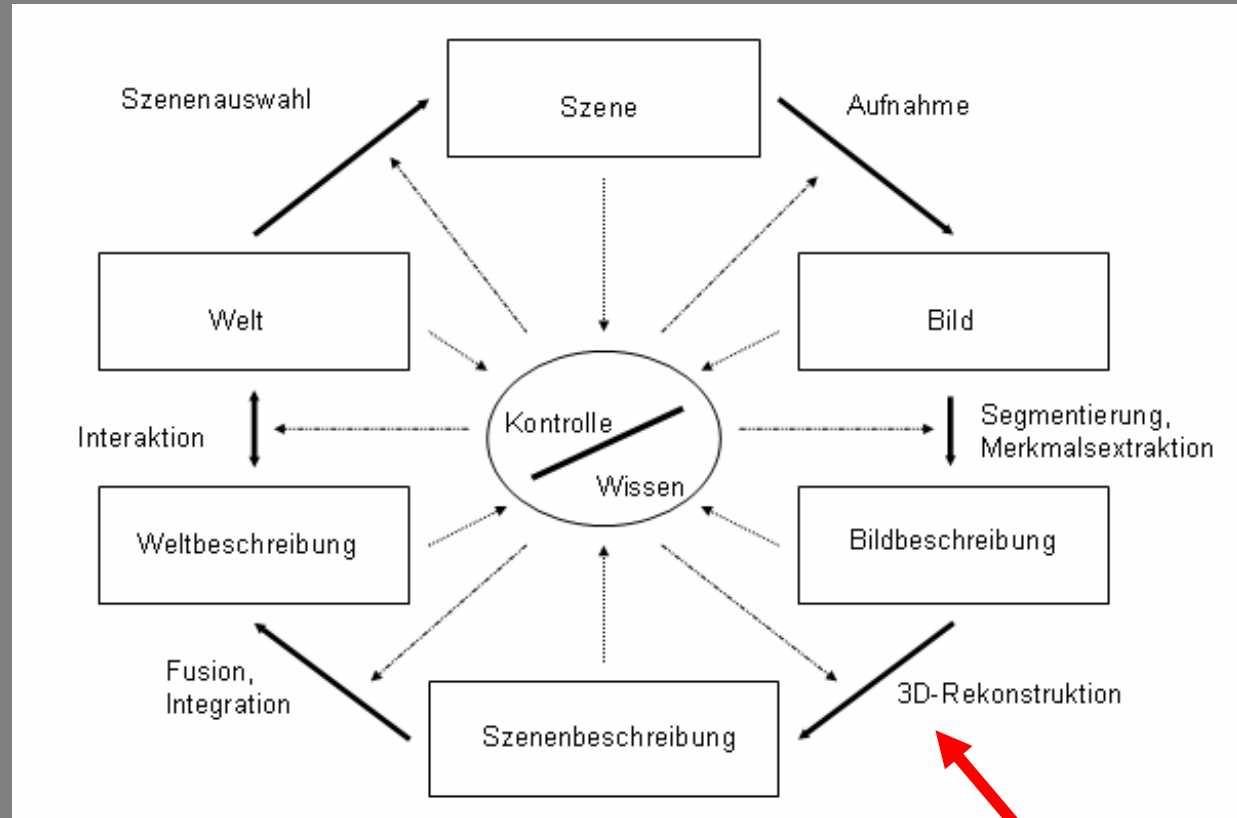 Szene
Szenenauswahl
Aufnahme
Welt
Bild
Kontrolle
Wissen
Interaktion
Segmentierung,
Merkmalsextraktion
Weltbeschreibung
Bildbeschreibung
Fusion,
Integration
3D-Rekonstruktion
Szenenbeschreibung